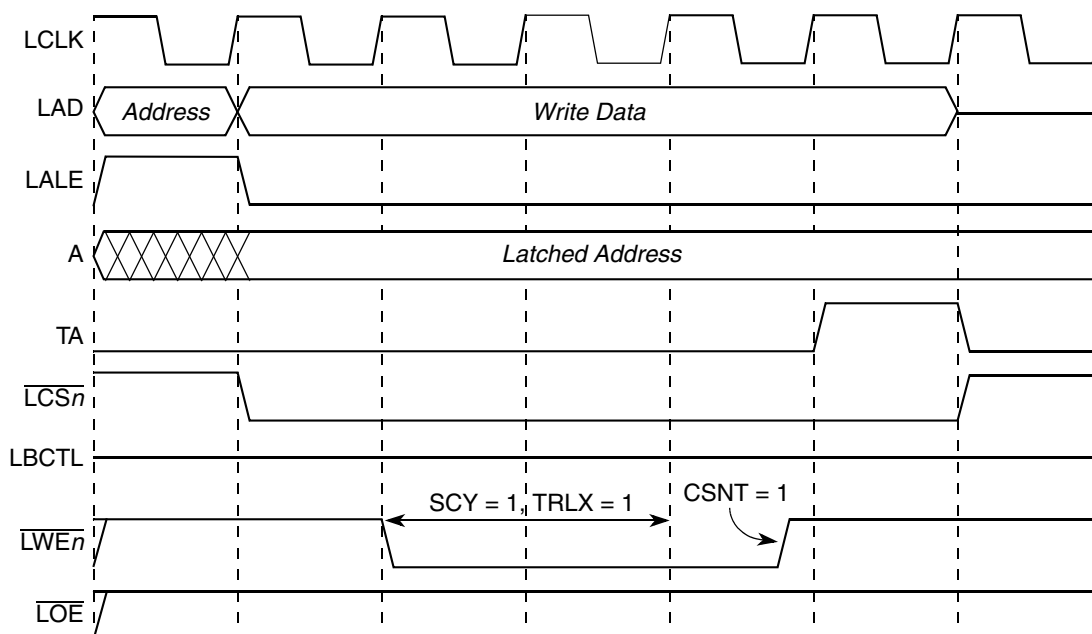 LCLK
LAD Address Write Data
LALE
A Latched Address
TA
LCSn
LBCTL
SCY = 1, TRLX = 1 CSNT = 1
LWEn
LOE